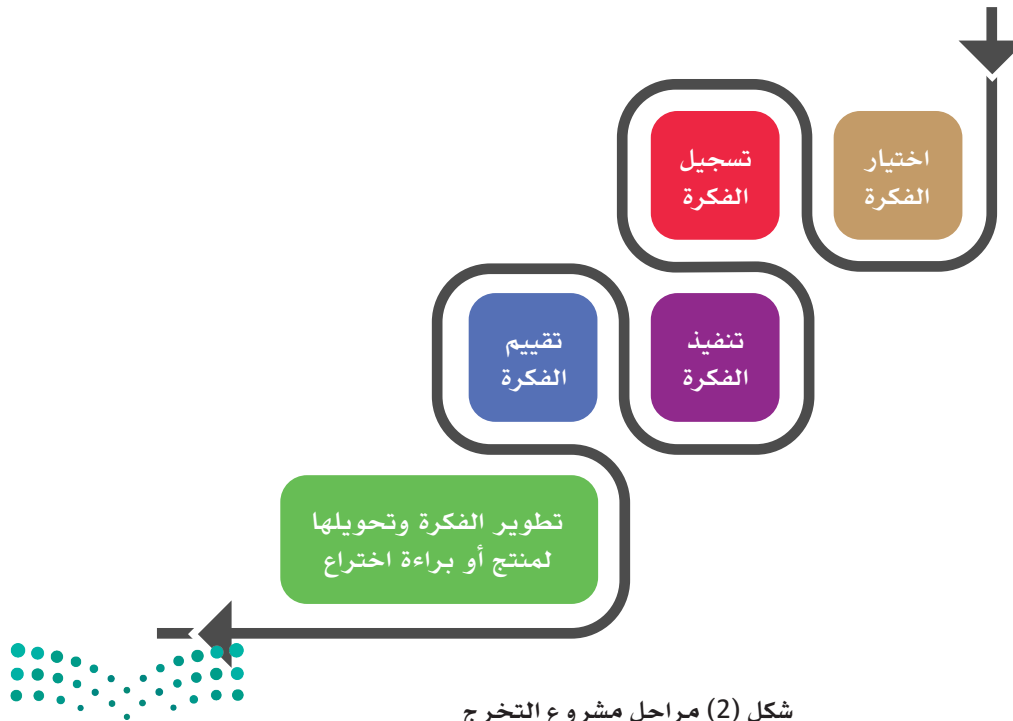 اختيار
الفكرة
تسجيل
الفكرة
تنفيذ
الفكرة
تقييم
الفكرة
تطوير الفكرة وتحويلها
لمنتج أو براءة اختراع
شكل (2) مراحل مشروع التخرج